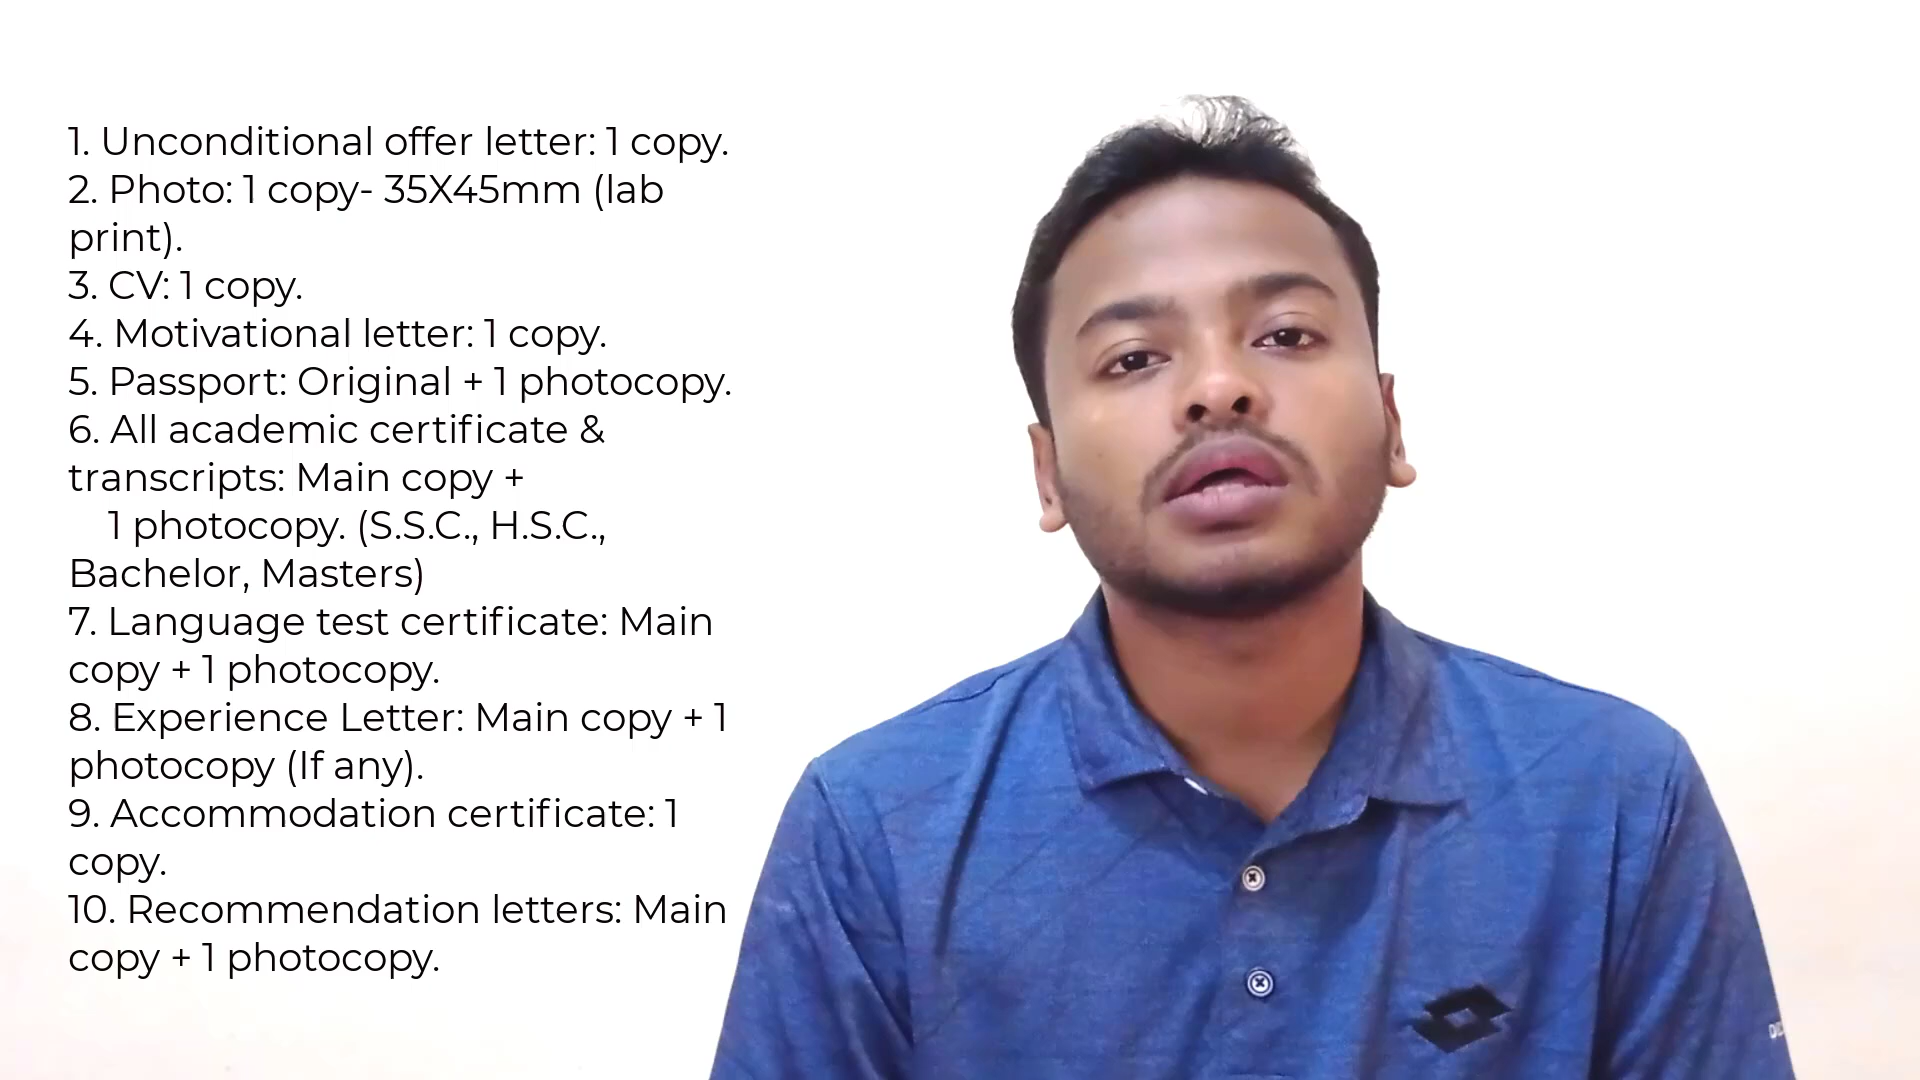 1. Unconditional offer letter: 1 copy.
2. Photo: 1 copy- 35X45mm (lab
print).
3. CV: 1 copy.
4. Motivational letter: 1 copy.
5. Passport: Original + 1 photocopy.
6. All academic certificate &
transcripts: Main copy +
1 photocopy. (S.S.C., H.S.C.,
Bachelor, Masters)
7. Language test certificate: Main
copy + 1 photocopy.
8. Experience Letter: Main copy + 1
photocopy (If any).
9. Accommodation certificate: 1
copy.
10. Recommendation letters: Main
copy + 1 photocopy.